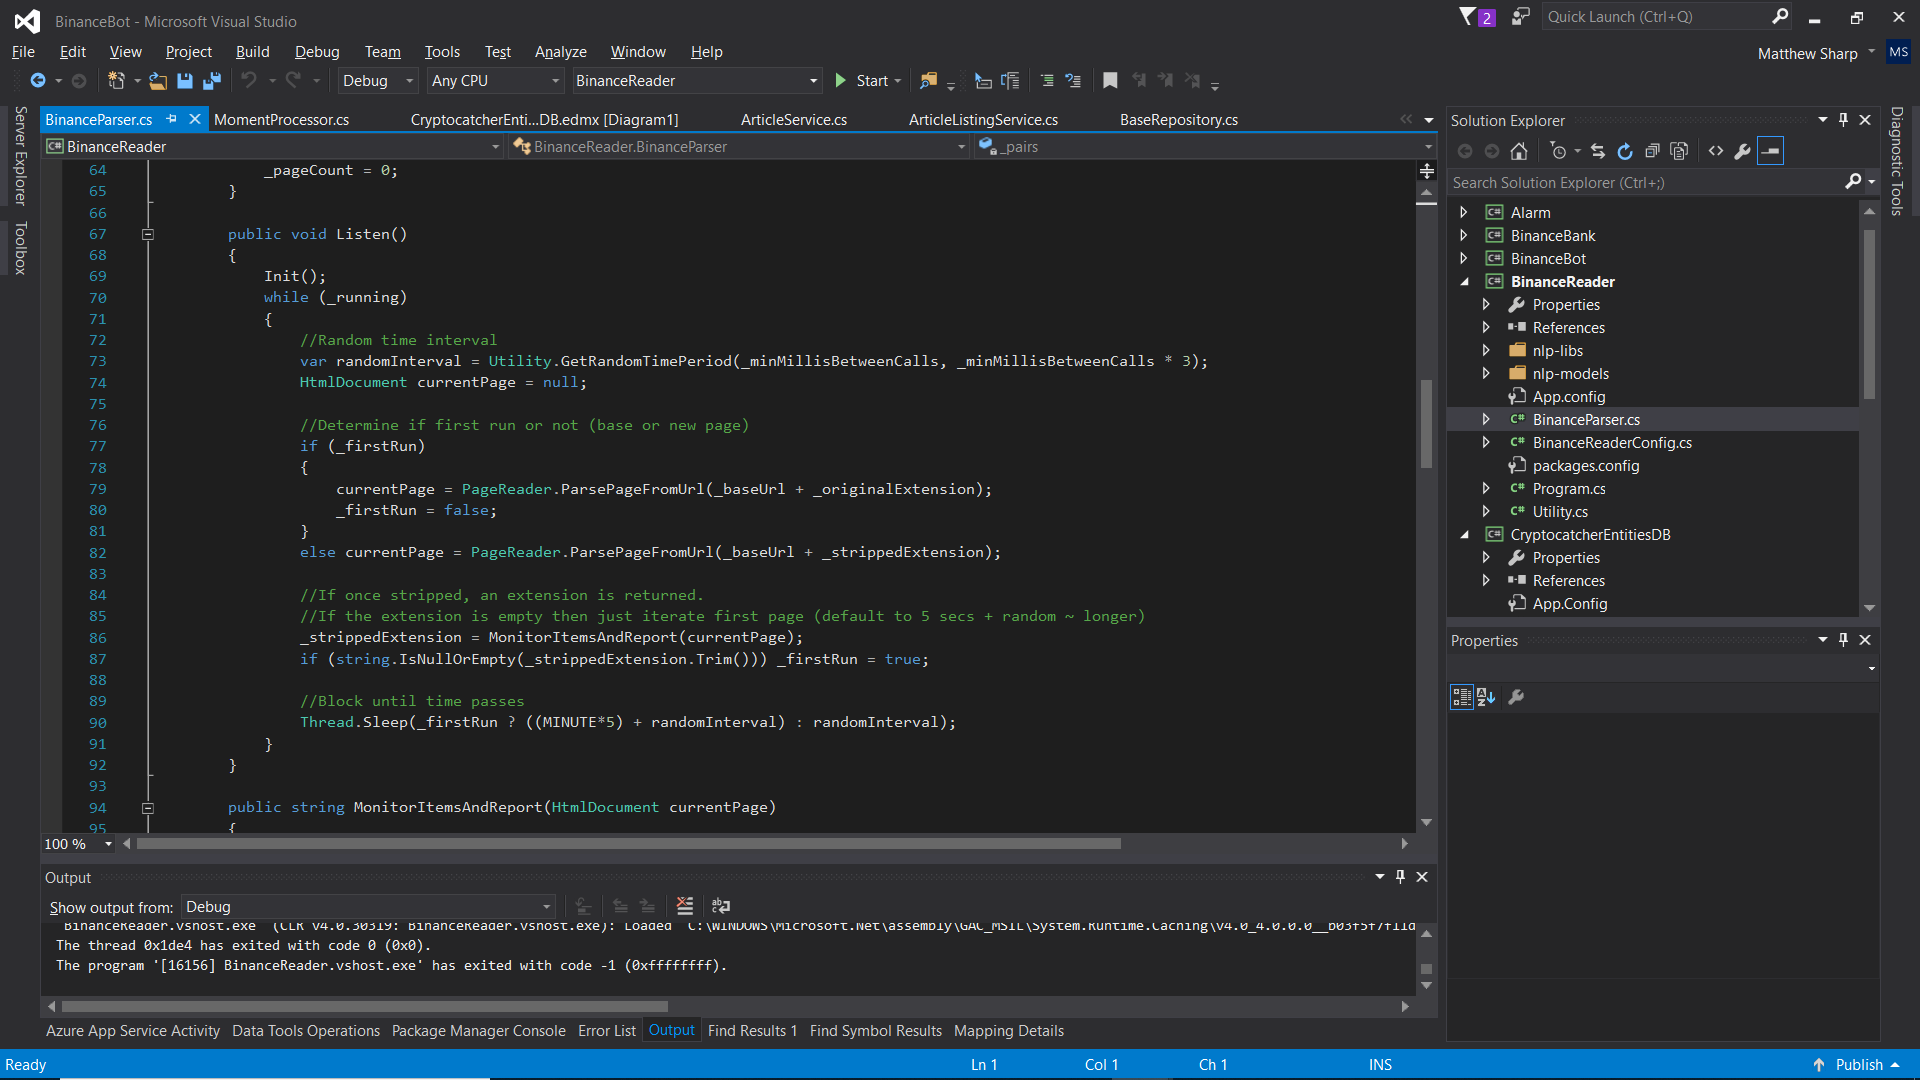 BinanceBot - Microsoft Visual Studio
2
Quick Launch (Ctrl+Q)
File Edit View Project Build Debug Team Tools Test Analyze Window Help
Matthew Sharp MS
Debug Any CPU BinanceReader Start
Server Explorer
Toolbox
BinanceParser.cs MomentProcessor.cs CryptocatcherEnti...DB.edmx [Diagram1] ArticleService.cs ArticleListingService.cs BaseRepository.cs
BinanceReader BinanceReader.BinanceParser _pairs
64 _pageCount = 0;
65 }
66
67 public void Listen()
68 {
69 Init();
70 while (_running)
71 {
72 //Random time interval
73 var randomInterval = Utility.GetRandomTimePeriod(_minMillisBetweenCalls, _minMillisBetweenCalls * 3);
74 HtmlDocument currentPage = null;
75
76 //Determine if first run or not (base or new page)
77 if (_firstRun)
78 {
79 currentPage = PageReader.ParsePageFromUrl(_baseUrl + _originalExtension);
80 _firstRun = false;
81 }
82 else currentPage = PageReader.ParsePageFromUrl(_baseUrl + _strippedExtension);
83
84 //If once stripped, an extension is returned.
85 //If the extension is empty then just iterate first page (default to 5 secs + random ~ longer)
86 _strippedExtension = MonitorItemsAndReport(currentPage);
87 if (string.IsNullOrEmpty(_strippedExtension.Trim())) _firstRun = true;
88
89 //Block until time passes
90 Thread.Sleep(_firstRun ? ((MINUTE*5) + randomInterval) : randomInterval);
91 }
92 }
93
94 public string MonitorItemsAndReport(HtmlDocument currentPage)
95 {
100 %
Output
Show output from: Debug
'BinanceReader.vshost.exe' (CLR v4.0.30319: BinanceReader.vshost.exe): Loaded 'C:\WINDOWS\Microsoft.Net\assembly\GAC_MSIL\System.Runtime.Caching\v4.0_4.0.0.0__b03f5f7f11d
The thread 0x1de4 has exited with code 0 (0x0).
The program '[16156] BinanceReader.vshost.exe' has exited with code -1 (0xffffffff).
Azure App Service Activity Data Tools Operations Package Manager Console Error List Output Find Results 1 Find Symbol Results Mapping Details
Solution Explorer
Search Solution Explorer (Ctrl+;)
C# Alarm
C# BinanceBank
C# BinanceBot
C# BinanceReader
Properties
References
nlp-libs
nlp-models
App.config
C# BinanceParser.cs
C# BinanceReaderConfig.cs
packages.config
C# Program.cs
C# Utility.cs
C# CryptocatcherEntitiesDB
Properties
References
App.Config
Properties
Diagnostic Tools
Ready Ln 1 Col 1 Ch 1 INS Publish